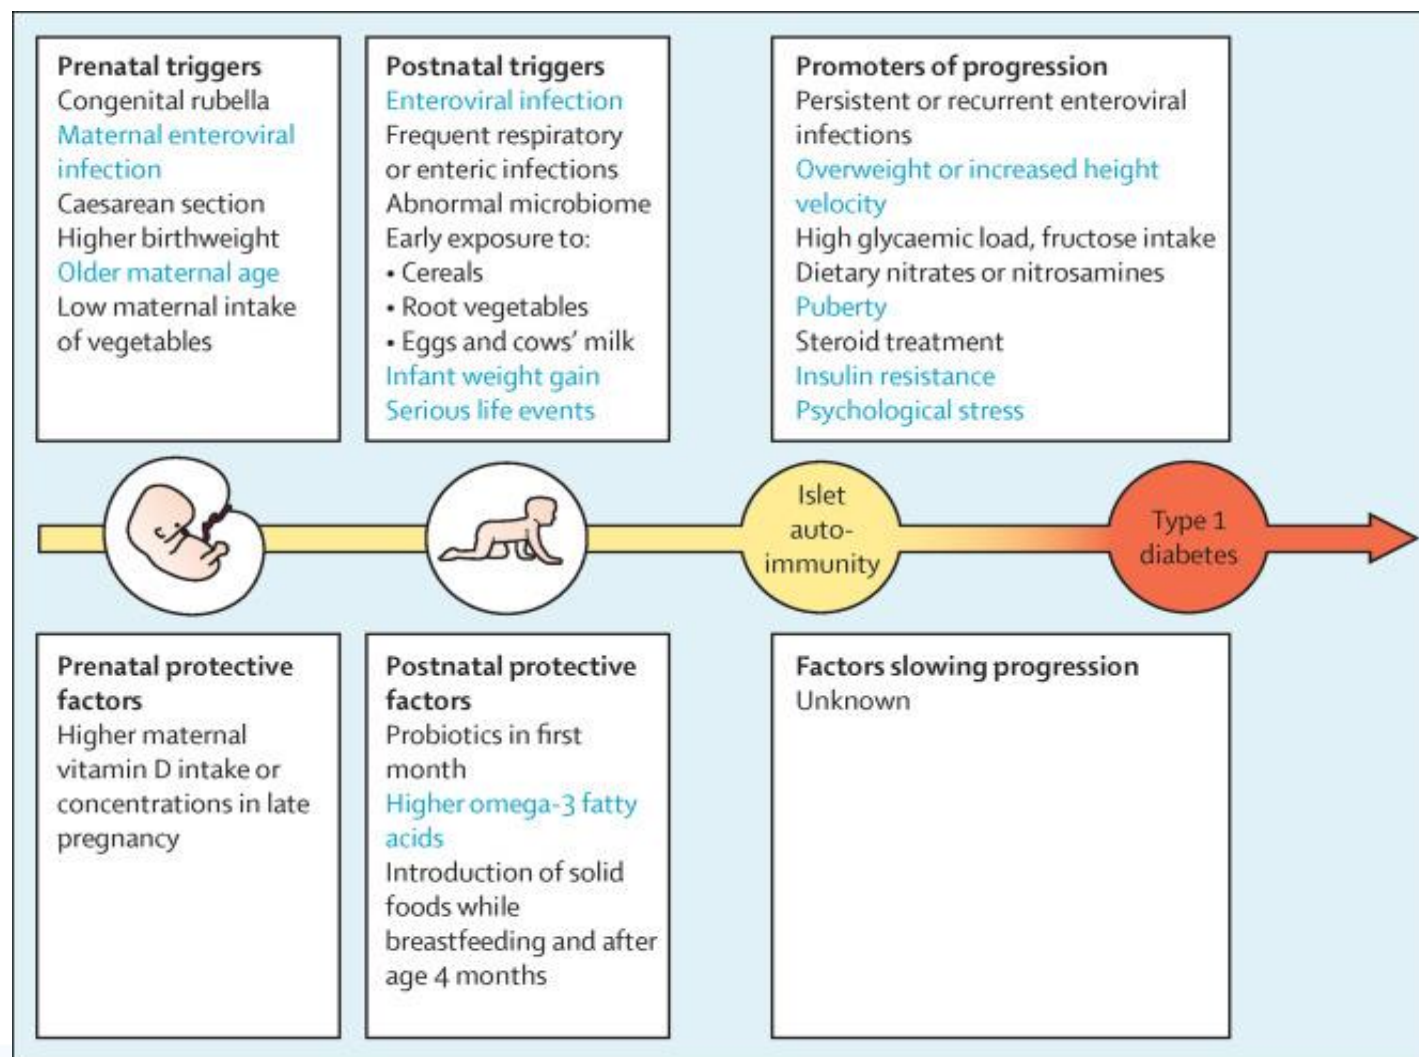 Prenatal triggers
Congenital rubella
Maternal enteroviral
infection
Caesarean section
Higher birthweight
Older maternal age
Low maternal intake
of vegetables
Postnatal triggers
Enteroviral infection
Frequent respiratory
or enteric infections
Abnormal microbiome
Early exposure to:
• Cereals
• Root vegetables
• Eggs and cows’ milk
Infant weight gain
Serious life events
Promoters of progression
Persistent or recurrent enteroviral
infections
Overweight or increased height
velocity
High glycaemic load, fructose intake
Dietary nitrates or nitrosamines
Puberty
Steroid treatment
Insulin resistance
Psychological stress
Islet
auto-
immunity
Type 1
diabetes
Prenatal protective
factors
Higher maternal
vitamin D intake or
concentrations in late
pregnancy
Postnatal protective
factors
Probiotics in first
month
Higher omega-3 fatty
acids
Introduction of solid
foods while
breastfeeding and after
age 4 months
Factors slowing progression
Unknown